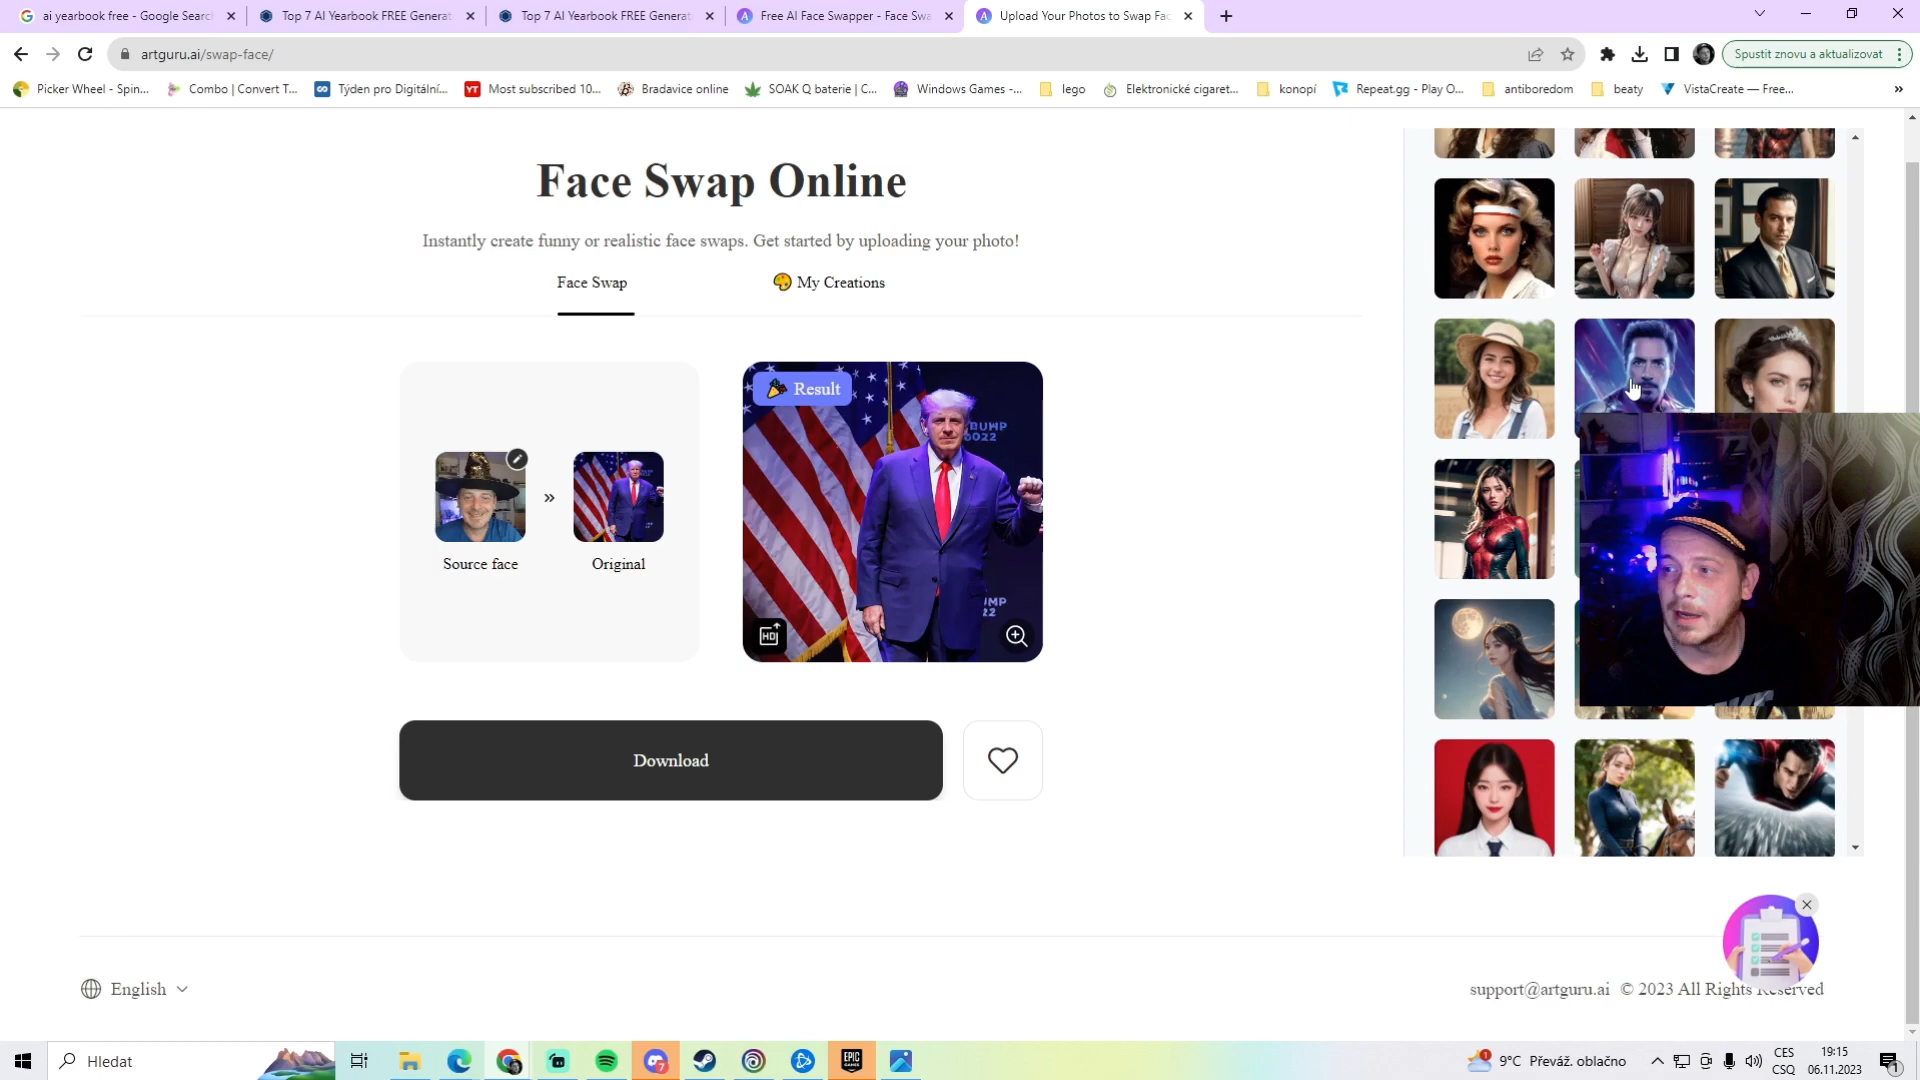 ai yearbook free - Google Searc
Top 7 AI Yearbook FREE Generat
Top 7 AI Yearbook FREE Generat
Free AI Face Swapper - Face Swa
Upload Your Photos to Swap Fac
artguru.ai/swap-face/
Spustit znovu a aktualizovat
Picker Wheel - Spin...
Combo | Convert T...
Týden pro Digitální...
Most subscribed 10...
Bradavice online
SOAK Q baterie | C...
Windows Games -...
lego
Elektronické cigaret...
konopí
Repeat.gg - Play O...
antiboredom
beaty
VistaCreate — Free...
»
Face Swap Online
Instantly create funny or realistic face swaps. Get started by uploading your photo!
Face Swap
My Creations
Result
Source face
»
Original
HD
Download
English
support@artguru.ai © 2023 All Rights Reserved
Hledat
9°C Převáž. oblačno
CES
CSQ
19:15
06.11.2023